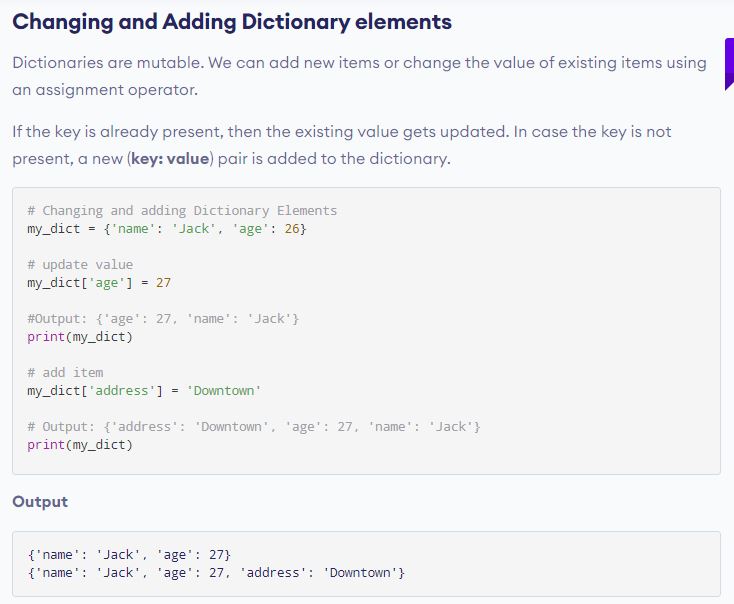 Changing and Adding Dictionary elements
Dictionaries are mutable. We can add new items or change the value of existing items using
an assignment operator.
If the key is already present, then the existing value gets updated. In case the key is not
present, a new (key: value) pair is added to the dictionary.
# Changing and adding Dictionary Elements
my_dict = {'name': 'Jack', 'age': 26}
# update value
my_dict['age'] = 27
#Output: {'age': 27, 'name': 'Jack'}
print(my_dict)
# add item
my_dict['address'] = 'Downtown'
# Output: {'address': 'Downtown', 'age': 27, 'name': 'Jack'}
print(my_dict)
Output
{'name': 'Jack', 'age': 27}
{'name': 'Jack', 'age': 27, 'address': 'Downtown'}